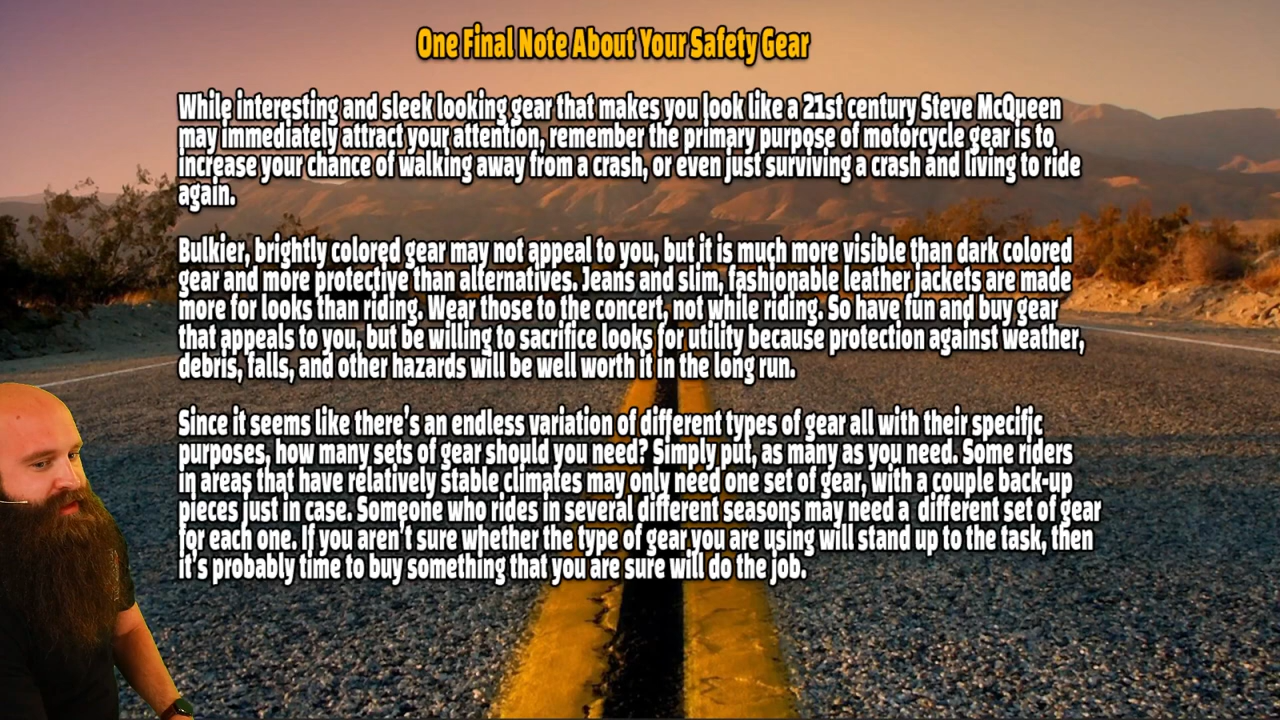 One Final Note About Your Safety Gear
While interesting and sleek looking gear that makes you look like a 21st century Steve McQueen
may immediately attract your attention, remember the primary purpose of motorcycle gear is to
increase your chance of walking away from a crash, or even just surviving a crash and living to ride
again.
Bulkier, brightly colored gear may not appeal to you, but it is much more visible than dark colored
gear and more protective than alternatives. Jeans and slim, fashionable leather jackets are made
more for looks than riding. Wear those to the concert, not while riding. So have fun and buy gear
that appeals to you, but be willing to sacrifice looks for utility because protection against weather,
debris, falls, and other hazards will be well worth it in the long run.
Since it seems like there's an endless variation of different types of gear all with their specific
purposes, how many sets of gear should you need? Simply put, as many as you need. Some riders
in areas that have relatively stable climates may only need one set of gear, with a couple back-up
pieces just in case. Someone who rides in several different seasons may need a different set of gear
for each one. If you aren't sure whether the type of gear you are using will stand up to the task, then
it's probably time to buy something that you are sure will do the job.